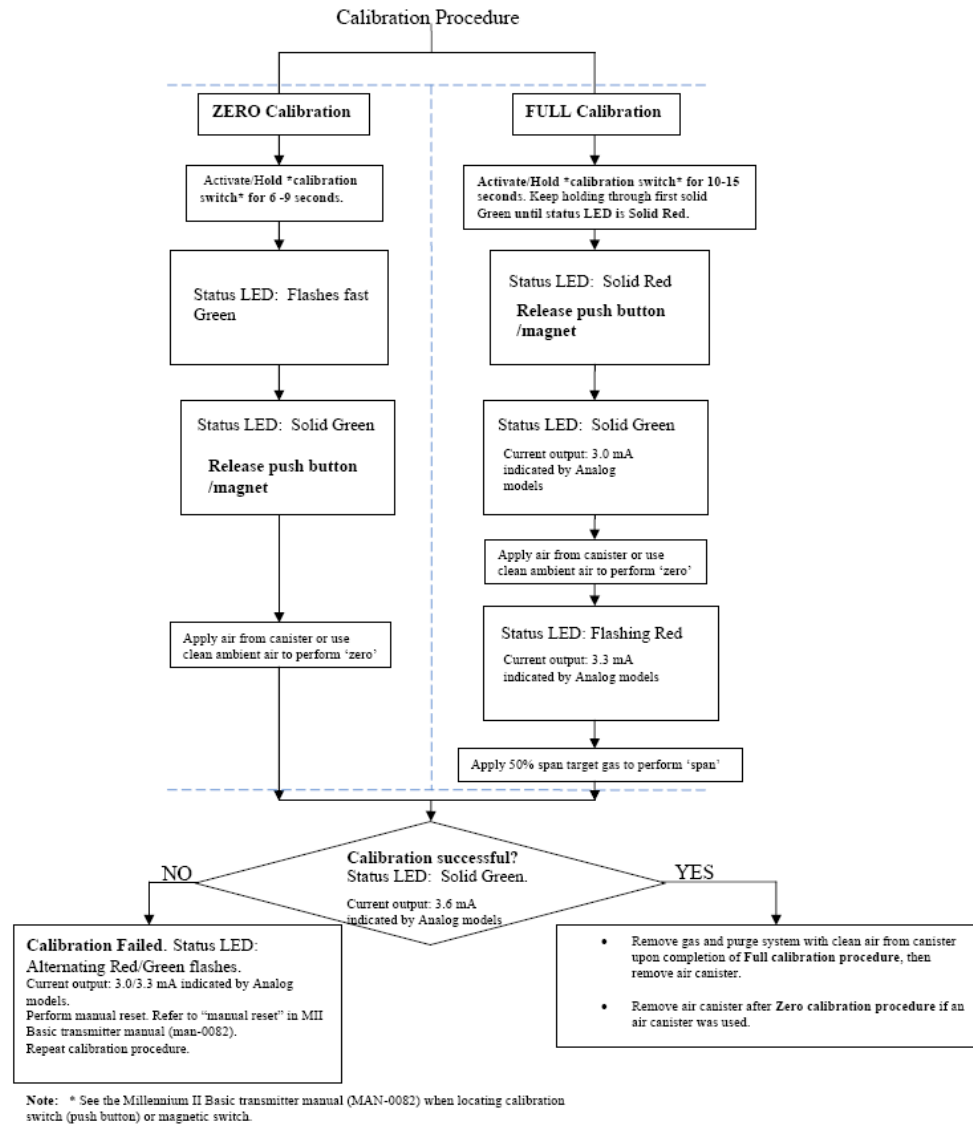 Calibration Procedure
ZERO Calibration
Activate/Hold *calibration
switch* for 6 -9 seconds.
Status LED:  Flashes fast
Green
Status LED:  Solid Green
Release push button
/magnet
Apply air from canister or use
clean ambient air to perform ‘zero’
FULL Calibration
Activate/Hold *calibration switch* for 10-15
seconds. Keep holding through first solid
Green until status LED is Solid Red.
Status LED:  Solid Red
Release push button
/magnet
Status LED:  Solid Green
Current output: 3.0 mA
indicated by Analog
models
Apply air from canister or use
clean ambient air to perform ‘zero’
Status LED: Flashing Red
Current output: 3.3 mA
indicated by Analog models
Apply 50% span target gas to perform ‘span’
Calibration successful?
Status LED:  Solid Green.
Current output: 3.6 mA
indicated by Analog models
NO
Calibration Failed. Status LED:
Alternating Red/Green flashes.
Current output: 3.0/3.3 mA indicated by Analog
models.
Perform manual reset. Refer to “manual reset” in MII
Basic transmitter manual (man-0082).
Repeat calibration procedure.
YES
• Remove gas and purge system with clean air from canister
upon completion of Full calibration procedure, then
remove air canister.
• Remove air canister after Zero calibration procedure if an
air canister was used.
Note:   * See the Millennium II Basic transmitter manual (MAN-0082) when locating calibration
switch (push button) or magnetic switch.